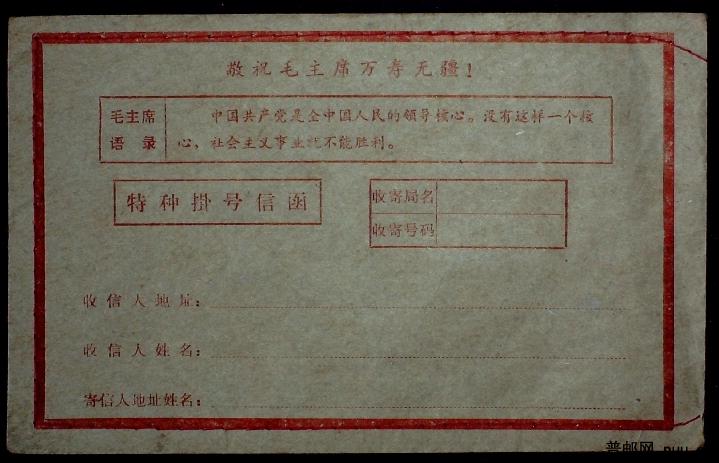 敬祝毛主席万寿无疆！
毛主席语录
中国共产党是全中国人民的领导核心。没有这样一个核
心，社会主义事业就不能胜利。
特种掛号信函
收寄局名
收寄号码
收信人地址：
收信人姓名：
寄信人地址姓名：
普邮网